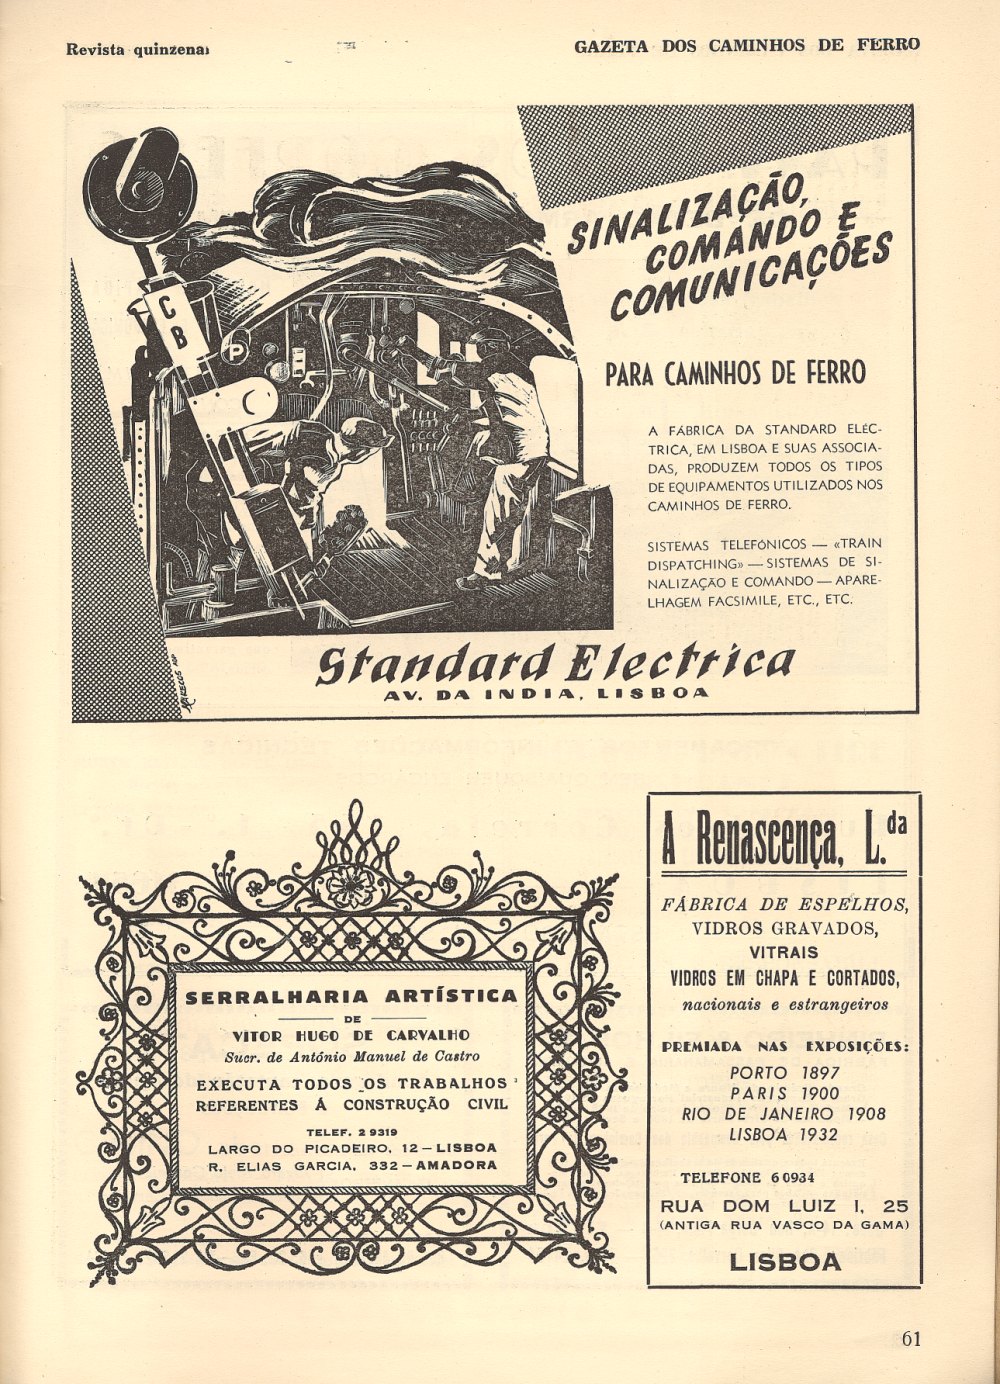 Revista quinzenal
GAZETA DOS CAMINHOS DE FERRO
SINALIZAÇÃO,
COMANDO E
COMUNICAÇÕES
PARA CAMINHOS DE FERRO
C
B
P
A FÁBRICA DA STANDARD ELÉC-
TRICA, EM LISBOA E SUAS ASSOCIA-
DAS, PRODUZEM TODOS OS TIPOS
DE EQUIPAMENTOS UTILIZADOS NOS
CAMINHOS DE FERRO.
SISTEMAS TELEFÓNICOS — «TRAIN
DISPATCHING» — SISTEMAS DE SI-
NALIZAÇÃO E COMANDO — APARE-
LHAGEM FACSIMILE, ETC., ETC.
Standard Electrica
AV. DA INDIA, LISBOA
SERRALHARIA ARTÍSTICA
DE
VITOR HUGO DE CARVALHO
Sucr. de António Manuel de Castro
EXECUTA TODOS OS TRABALHOS
REFERENTES Á CONSTRUÇÃO CIVIL
TELEF. 2 9319
LARGO DO PICADEIRO, 12 — LISBOA
R. ELIAS GARCIA, 332 — AMADORA
A Renascença, L.da
FÁBRICA DE ESPELHOS,
VIDROS GRAVADOS,
VITRAIS
VIDROS EM CHAPA E CORTADOS,
nacionais e estrangeiros
PREMIADA NAS EXPOSIÇÕES:
PORTO 1897
PARIS 1900
RIO DE JANEIRO 1908
LISBOA 1932
TELEFONE 6 0934
RUA DOM LUIZ I, 25
(ANTIGA RUA VASCO DA GAMA)
LISBOA
61